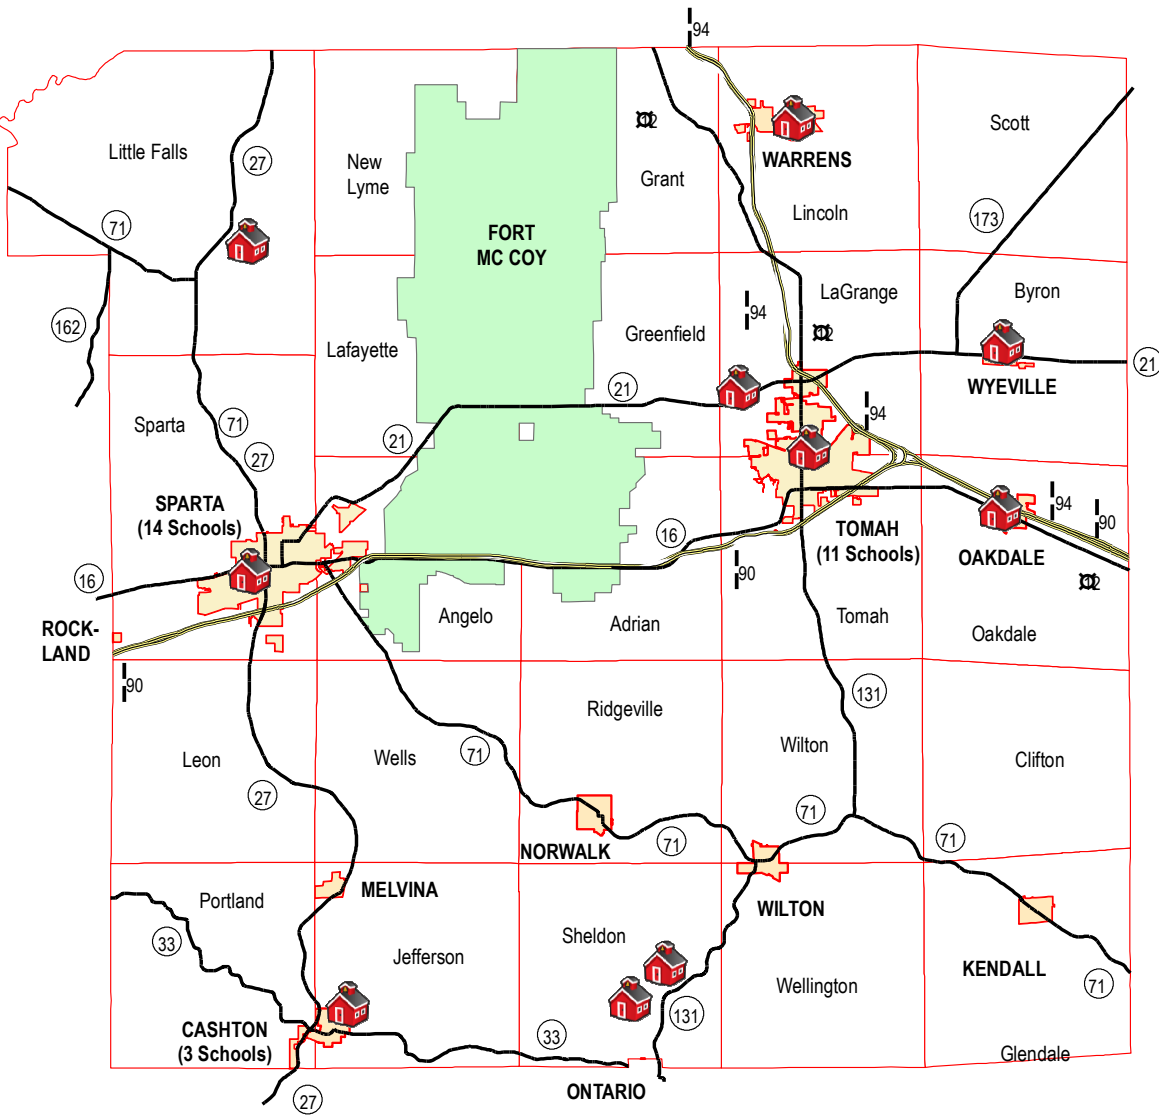 94
12
Scott
Little Falls
27
New
Lyme
WARRENS
Grant
Lincoln
173
71
FORT
MC COY
LaGrange
Byron
94
162
12
Greenfield
Lafayette
21
WYEVILLE
21
94
Sparta
71
21
27
SPARTA
(14 Schools)
94
90
16
TOMAH
(11 Schools)
OAKDALE
90
12
16
Angelo
Adrian
Tomah
Oakdale
ROCK-
LAND
90
131
Ridgeville
Wilton
Leon
Wells
71
Clifton
27
71
71
71
NORWALK
MELVINA
Portland
WILTON
Sheldon
33
Jefferson
KENDALL
Wellington
71
131
CASHTON
(3 Schools)
33
Glendale
ONTARIO
27